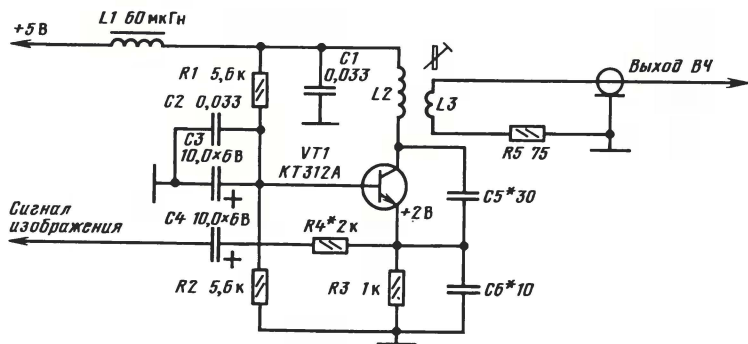 L1 60 мкГн
+5 В
R1 5,6 к
C1
0,033
L2
L3
Выход ВЧ
C2 0,033
C3
10,0×6 В
+
VT1
КТ312А
R5 75
+2 В
C5*30
Сигнал
изображения
C4 10,0×6 В
+
R4* 2 к
R2 5,6 к
R3 1 к
C6*10